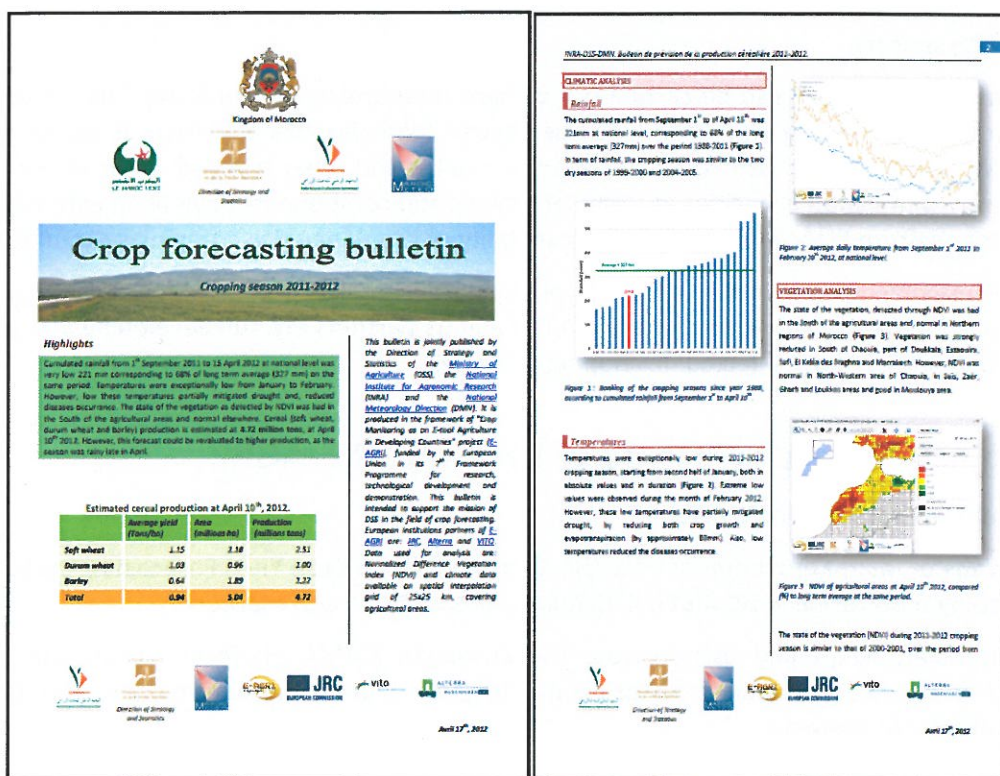 Kingdom of Morocco
LE MAROC VERT
Direction of Strategy and
Statistics
Crop forecasting bulletin
Cropping season 2011-2012
Highlights
Cumulated rainfall from 1st September 2011 to 15 April 2012 at national level was
very low 221 mm corresponding to 68% of long term average (327 mm) on the
same period. Temperatures were exceptionally low from January to February.
However, low these temperatures partially mitigated drought and, reduced
diseases occurrence. The state of the vegetation as detected by NDVI was bad in
the South of the agricultural areas and normal elsewhere. Cereal (soft wheat,
durum wheat and barley) production is estimated at 4.72 million tons, at April
10th 2012. However, this forecast could be revaluated to higher production, as the
season was rainy late in April.
Estimated cereal production at April 10th, 2012.
Average yield (Tons/ha) Area (millions ha) Production (millions tons)
Soft wheat 1.15 2.18 2.51
Durum wheat 1.03 0.96 1.00
Barley 0.64 1.89 1.22
Total 0.94 5.04 4.72
This bulletin is jointly published by
the Direction of Strategy and
Statistics of the Ministry of
Agriculture (DSS), the National
Institute for Agronomic Research
(INRA) and the National
Meteorology Direction (DMN). It is
produced in the framework of "Crop
Monitoring as an E-tool Agriculture
in Developing Countries" project (E-
AGRI), funded by the European
Union in its 7th Framework
Programme for research,
technological development and
demonstration. This bulletin is
intended to support the mission of
DSS in the field of crop forecasting.
European institutions partners of E-
AGRI are: JRC, Alterra and VITO.
Data used for analysis are
Normalized Difference Vegetation
Index (NDVI) and climate data
available on spatial interpolation
grid of 25x25 km, covering
agricultural areas.
Direction of Strategy
and Statistics
E-AGRI
JRC
EUROPEAN COMMISSION
vito
ALTERRA
WAGENINGEN
Avril 17th, 2012
INRA-DSS-DMN. Bulletin de prévision de la production céréalière 2011-2012.
2
CLIMATIC ANALYSIS
Rainfall
The cumulated rainfall from September 1st to of April 15th was
221mm at national level, corresponding to 68% of the long
term average (327mm) over the period 1988-2011 (Figure 1).
In term of rainfall, the cropping season was similar to the two
dry seasons of 1999-2000 and 2004-2005.
Figure 1 : Ranking of the cropping seasons since year 1988,
according to cumulated rainfall from September 1st to April 10th
Temperatures
Temperatures were exceptionally low during 2011-2012
cropping season, starting from second half of January, both in
absolute values and in duration (Figure 2). Extreme low
values were observed during the month of February 2012.
However, these low temperatures have partially mitigated
drought, by reducing both crop growth and
evapotranspiration (by approximately 88mm). Also, low
temperatures reduced the diseases occurrence.
Figure 2: Average daily temperature from September 1st 2011 to
February 20th 2012, at national level.
VEGETATION ANALYSIS
The state of the vegetation, detected through NDVI was bad
in the South of the agricultural areas and, normal in Northern
regions of Morocco (Figure 3). Vegetation was strongly
reduced in South of Chaouia, part of Doukkala, Essaouira,
Safi, El Kelâa des Sraghna and Marrakech. However, NDVI was
normal in North-Western area of Chaouia, in Saïs, Zaër,
Gharb and Loukkos areas and good in Moulouya area.
Figure 3 NDVI of agricultural areas at April 10th 2012, compared
(%) to long term average at the same period.
The state of the vegetation (NDVI) during 2011-2012 cropping
season is similar to that of 2000-2001, over the period from
Direction of Strategy
and Statistics
E-AGRI
JRC
EUROPEAN COMMISSION
vito
ALTERRA
WAGENINGEN
Avril 17th, 2012